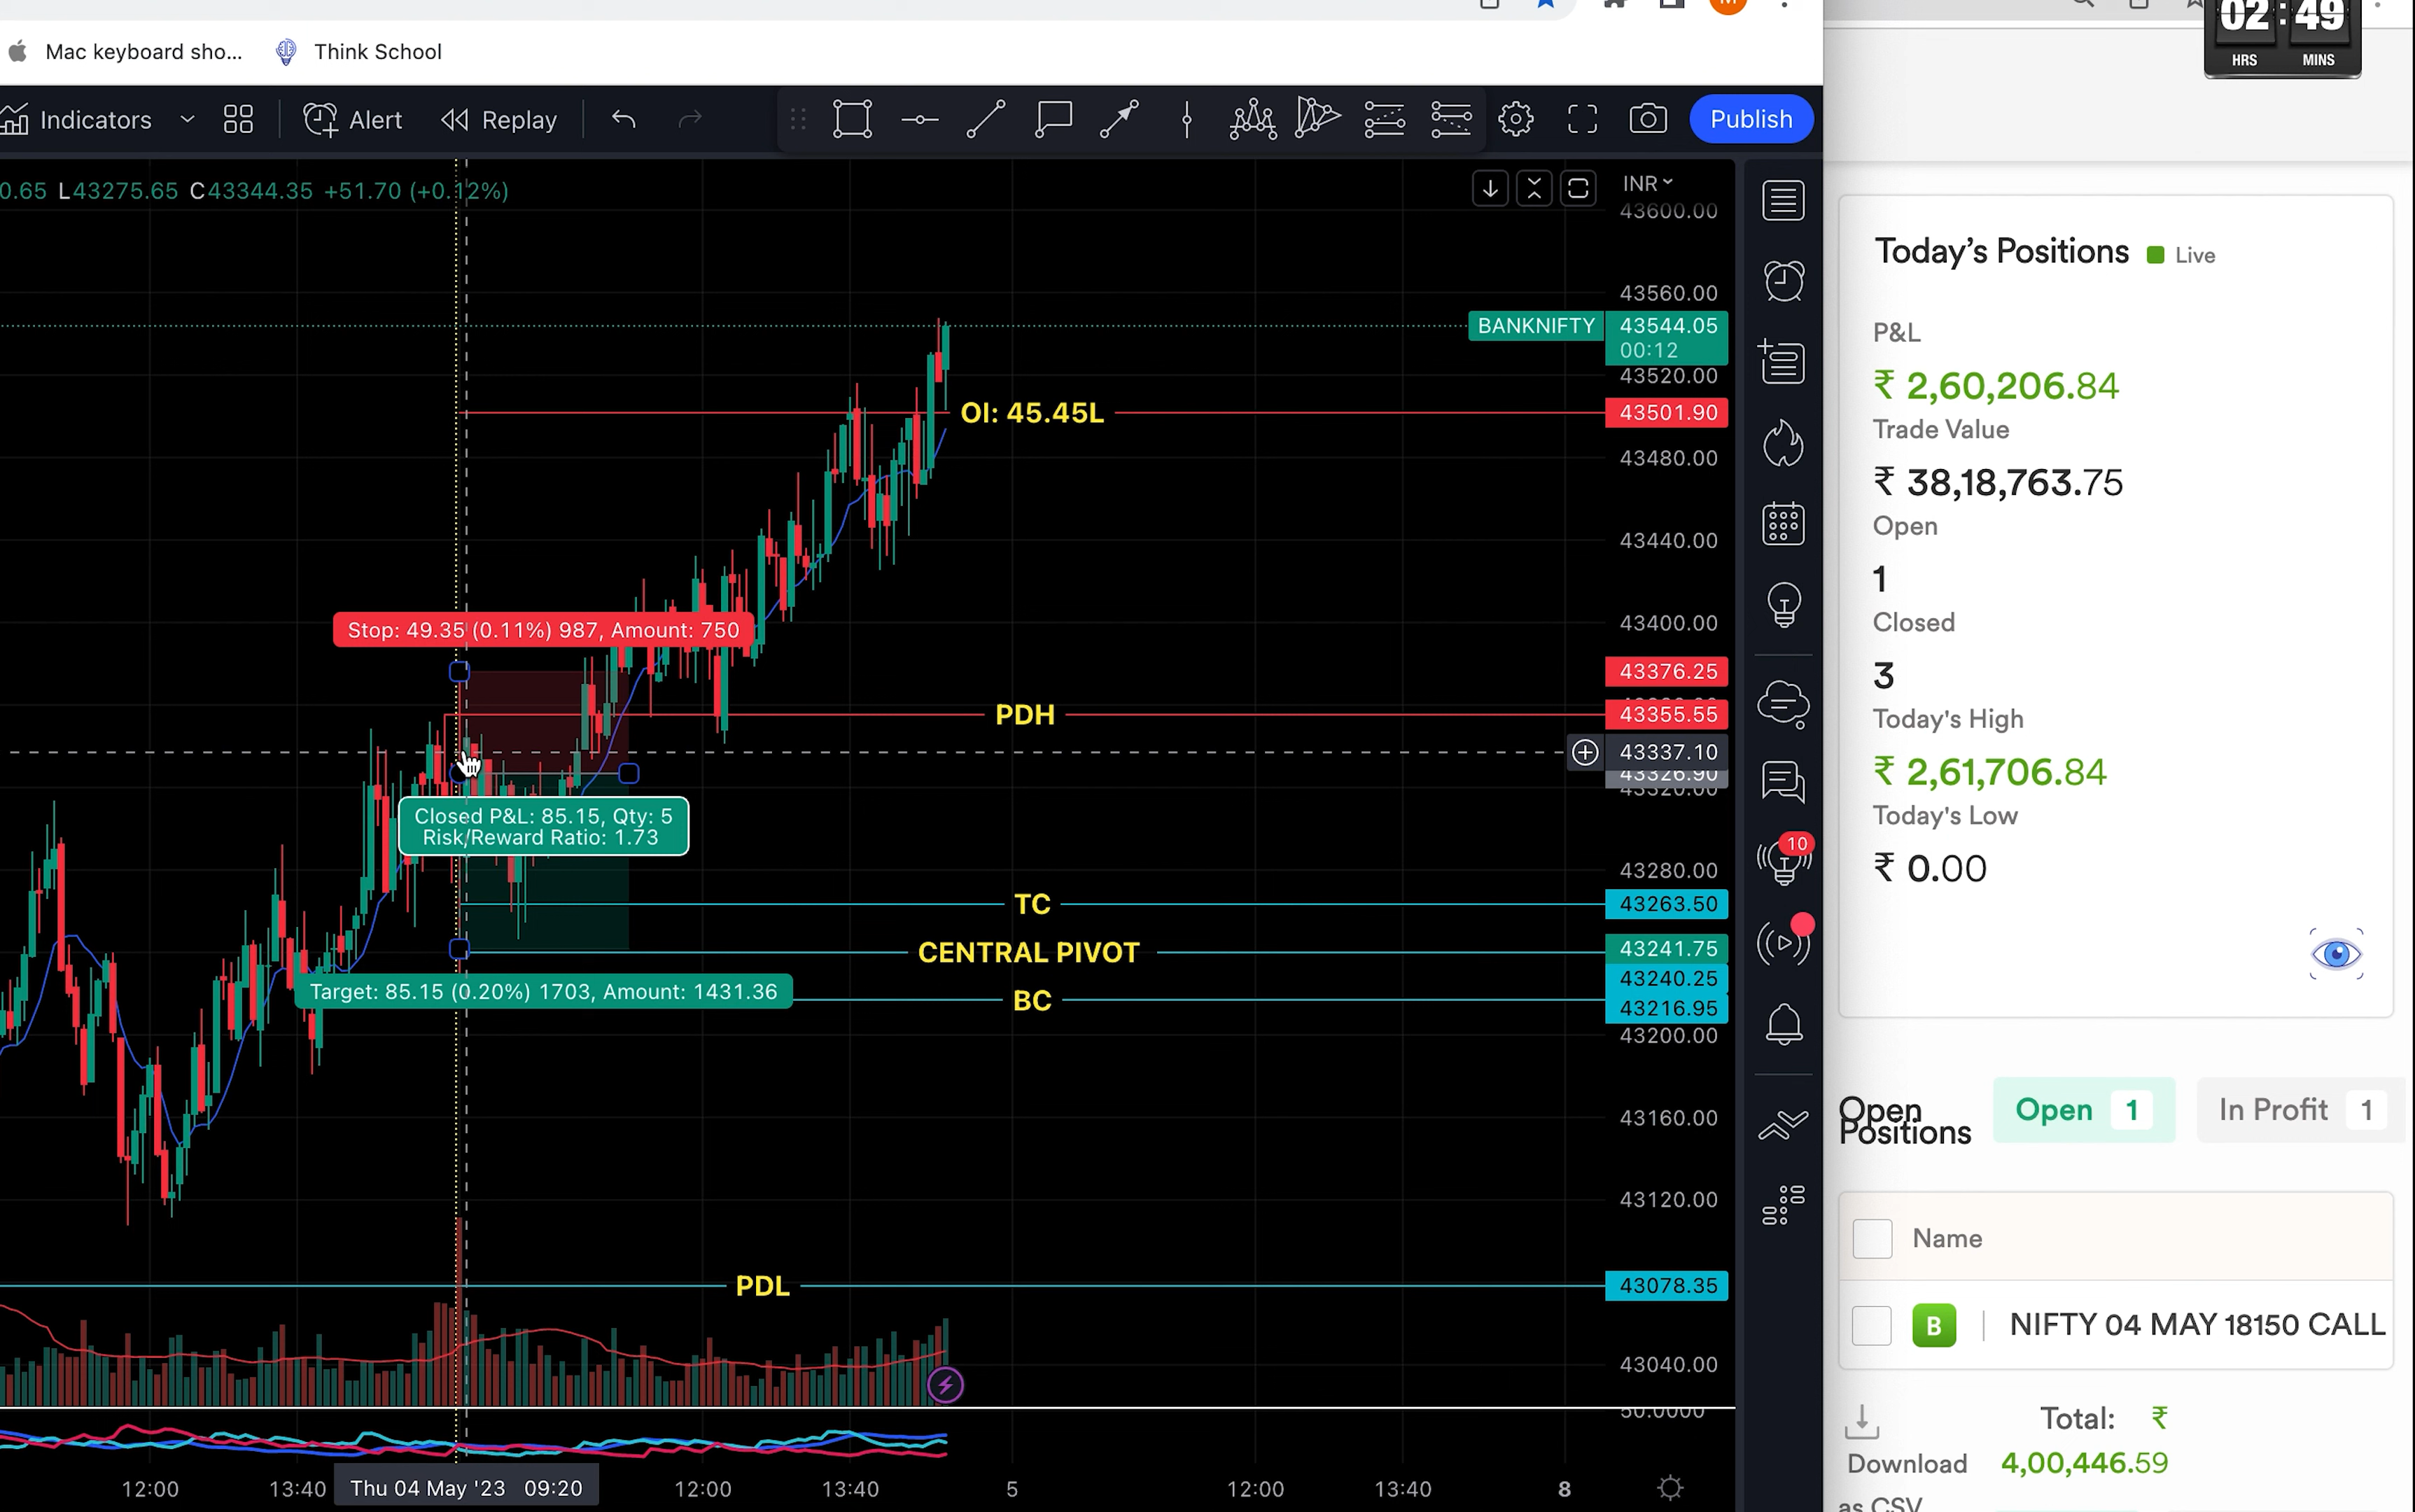 Mac keyboard sho...
Think School
02:49
HRS MINS
Indicators
Alert
Replay
Publish
0.65 L43275.65 C43344.35 +51.70 (+0.12%)
INR
43600.00
43560.00
BANKNIFTY 43544.05
00:12
43520.00
OI: 45.45L
43501.90
43480.00
43440.00
43400.00
Stop: 49.35 (0.11%) 987, Amount: 750
43376.25
PDH
43355.55
43337.10
43326.90
43320.00
Closed P&L: 85.15, Qty: 5
Risk/Reward Ratio: 1.73
43280.00
TC
43263.50
CENTRAL PIVOT
43241.75
43240.25
Target: 85.15 (0.20%) 1703, Amount: 1431.36
BC
43216.95
43200.00
43160.00
43120.00
PDL
43078.35
43040.00
50.0000
12:00
13:40
Thu 04 May '23 09:20
12:00
13:40
5
12:00
13:40
8
10
Today's Positions
Live
P&L
₹ 2,60,206.84
Trade Value
₹ 38,18,763.75
Open
1
Closed
3
Today's High
₹ 2,61,706.84
Today's Low
₹ 0.00
Open
Positions
Open 1
In Profit 1
Name
B
NIFTY 04 MAY 18150 CALL
Total: ₹
Download
4,00,446.59
as CSV